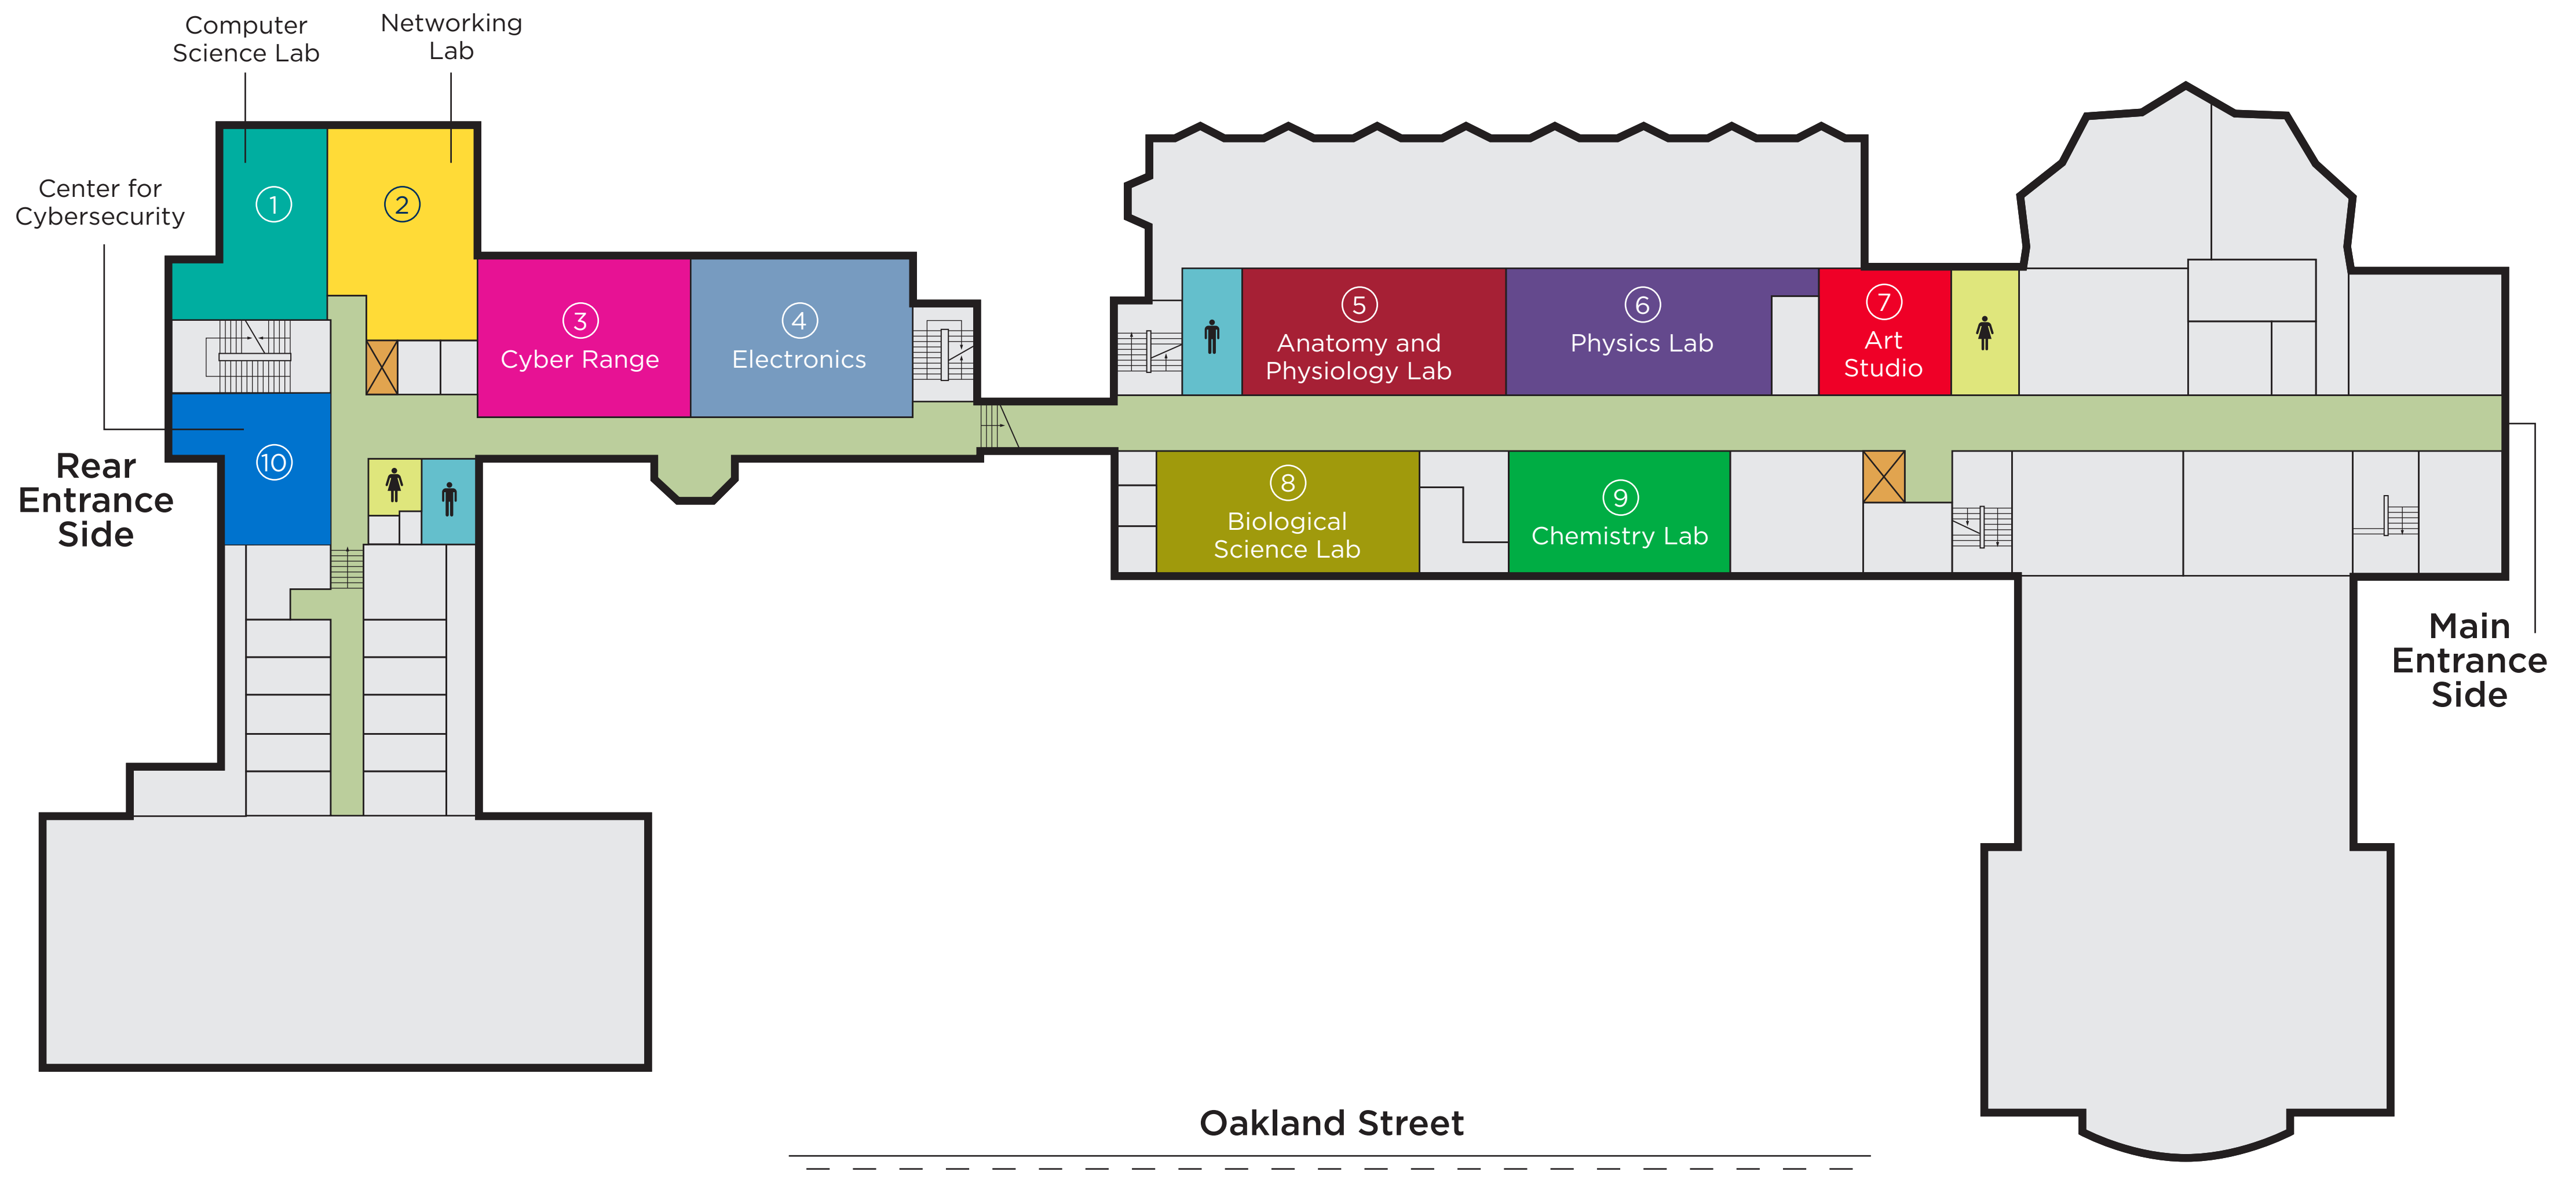 Computer
Science Lab
Networking
Lab
Center for
Cybersecurity
1
2
3
Cyber Range
4
Electronics
5
Anatomy and
Physiology Lab
6
Physics Lab
7
Art
Studio
10
Rear
Entrance
Side
8
Biological
Science Lab
9
Chemistry Lab
Main
Entrance
Side
Oakland Street